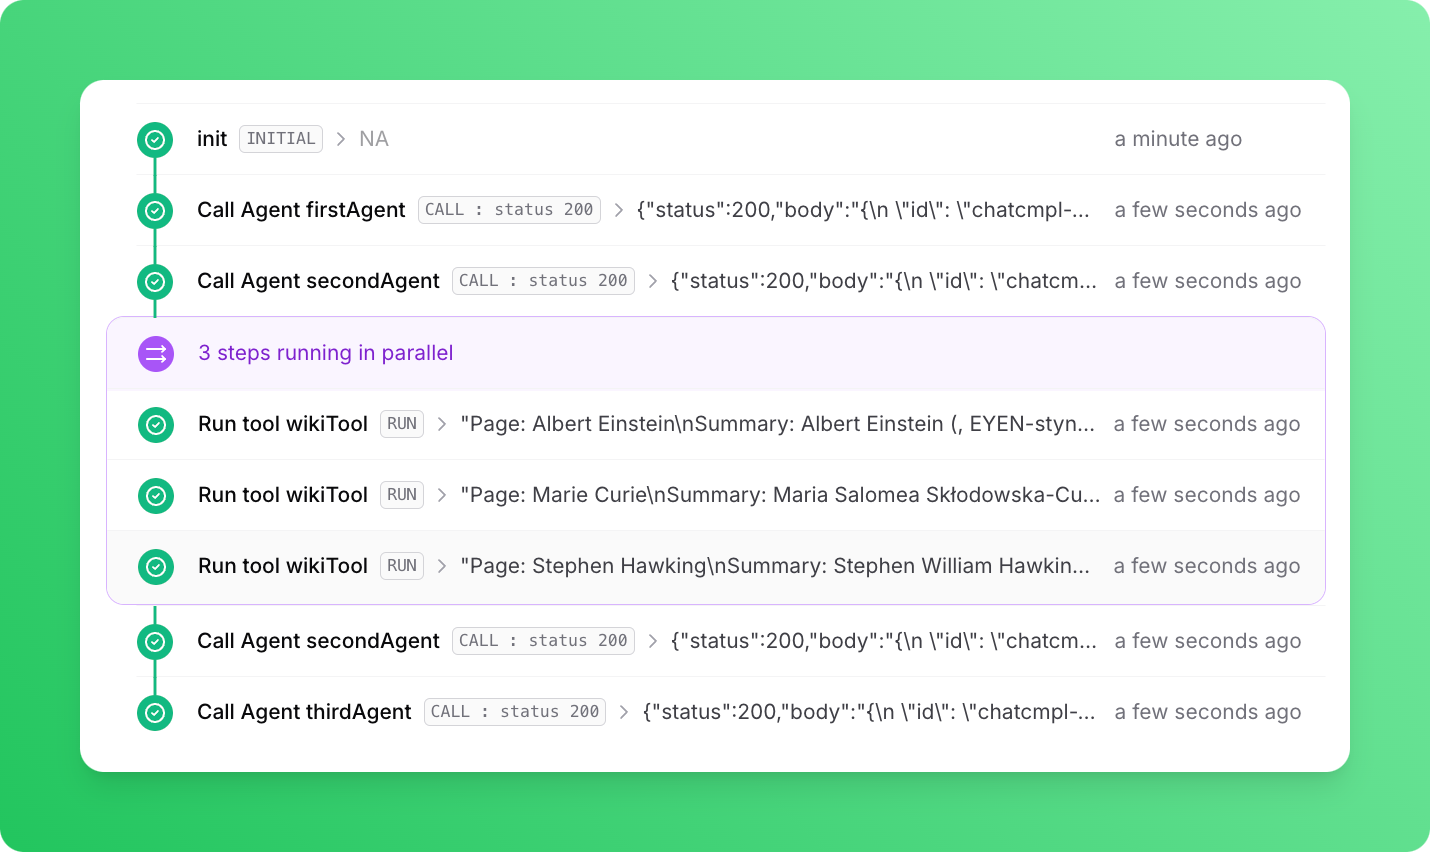 init INITIAL > NA a minute ago
Call Agent firstAgent CALL : status 200 > {"status":200,"body":"{\n \"id\": \"chatcmpl-... a few seconds ago
Call Agent secondAgent CALL : status 200 > {"status":200,"body":"{\n \"id\": \"chatcm... a few seconds ago
3 steps running in parallel
Run tool wikiTool RUN > "Page: Albert Einstein\nSummary: Albert Einstein (, EYEN-styn... a few seconds ago
Run tool wikiTool RUN > "Page: Marie Curie\nSummary: Maria Salomea Skłodowska-Cu... a few seconds ago
Run tool wikiTool RUN > "Page: Stephen Hawking\nSummary: Stephen William Hawkin... a few seconds ago
Call Agent secondAgent CALL : status 200 > {"status":200,"body":"{\n \"id\": \"chatcm... a few seconds ago
Call Agent thirdAgent CALL : status 200 > {"status":200,"body":"{\n \"id\": \"chatcmpl-... a few seconds ago